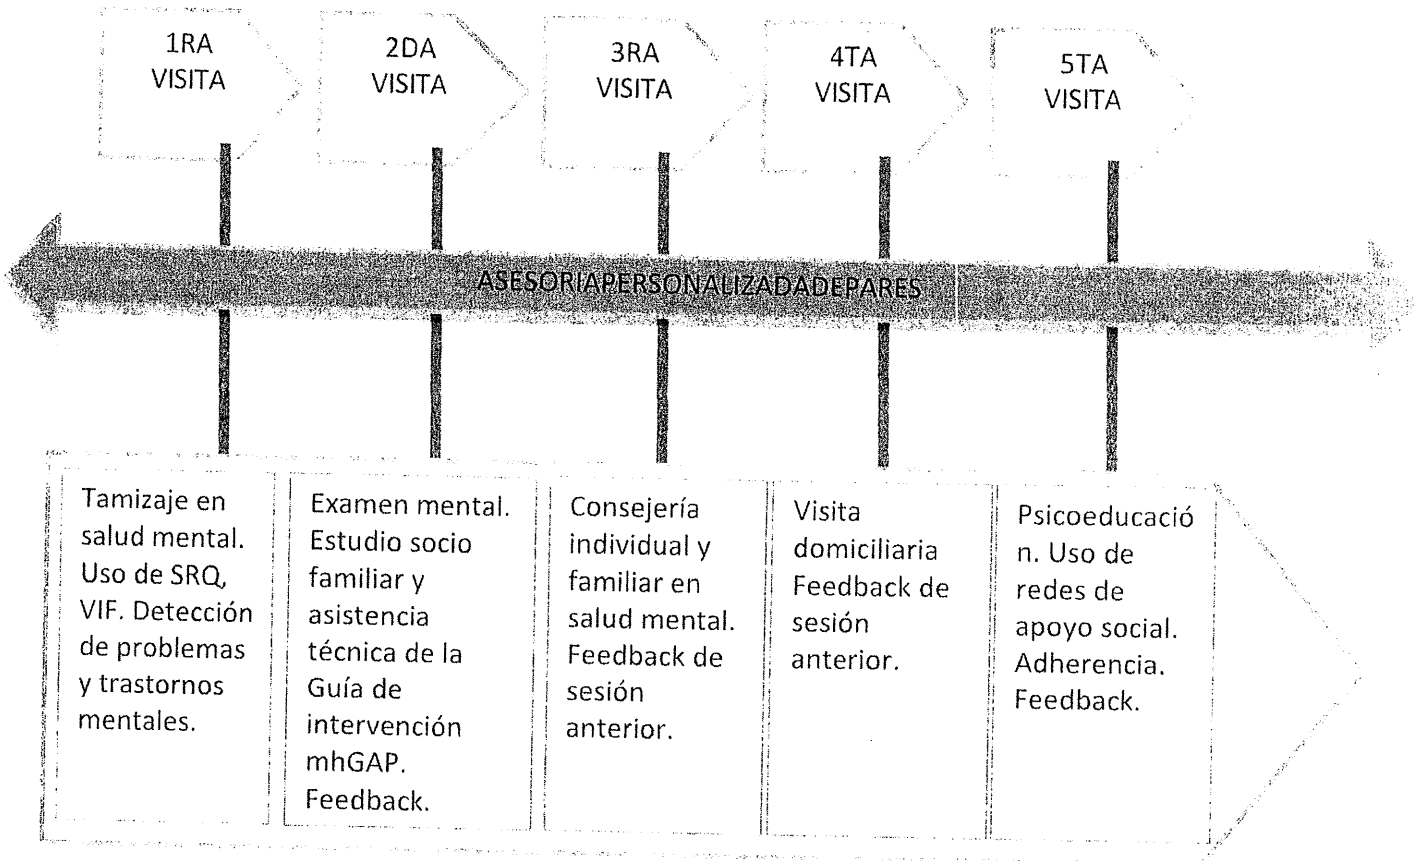 1RA
VISITA
2DA
VISITA
3RA
VISITA
4TA
VISITA
5TA
VISITA
ASESORIAPERSONALIZADADEPARES
Tamizaje en
salud mental.
Uso de SRQ,
VIF. Detección
de problemas
y trastornos
mentales.
Examen mental.
Estudio socio
familiar y
asistencia
técnica de la
Guía de
intervención
mhGAP.
Feedback.
Consejería
individual y
familiar en
salud mental.
Feedback de
sesión
anterior.
Visita
domiciliaria
Feedback de
sesión
anterior.
Psicoeducació
n. Uso de
redes de
apoyo social.
Adherencia.
Feedback.